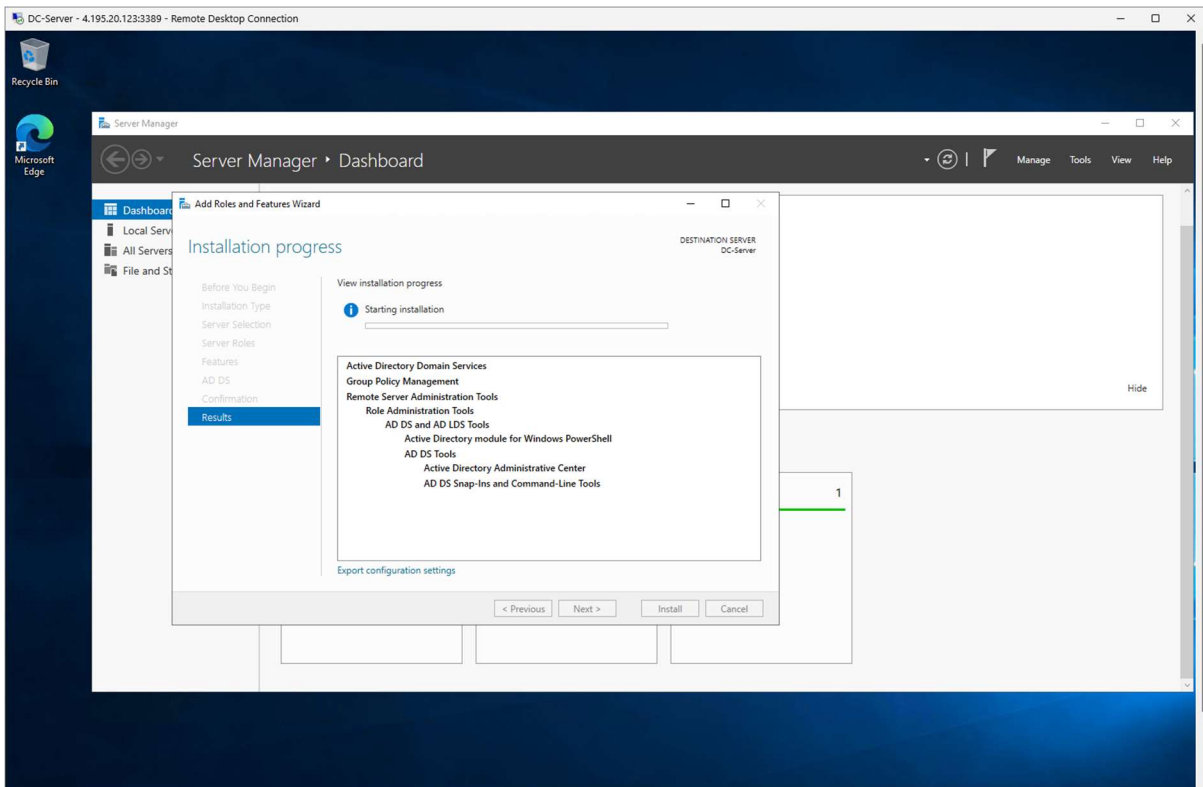 DC-Server - 4.195.20.123:3389 - Remote Desktop Connection
Recycle Bin
Microsoft
Edge
Server Manager
Server Manager • Dashboard
Manage Tools View Help
Dashboard
Local Serv
All Servers
File and St
Add Roles and Features Wizard
Installation progress
DESTINATION SERVER
DC-Server
Before You Begin
Installation Type
Server Selection
Server Roles
Features
AD DS
Confirmation
Results
View installation progress
Starting installation
Active Directory Domain Services
Group Policy Management
Remote Server Administration Tools
Role Administration Tools
AD DS and AD LDS Tools
Active Directory module for Windows PowerShell
AD DS Tools
Active Directory Administrative Center
AD DS Snap-Ins and Command-Line Tools
Export configuration settings
< Previous Next > Install Cancel
Hide
1